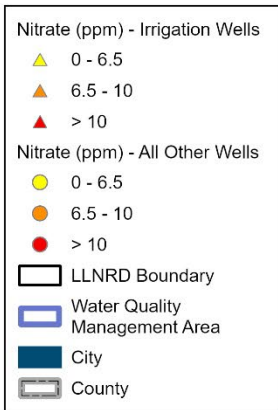 Nitrate (ppm) - Irrigation Wells
0 - 6.5
6.5 - 10
> 10
Nitrate (ppm) - All Other Wells
0 - 6.5
6.5 - 10
> 10
LLNRD Boundary
Water Quality
Management Area
City
County